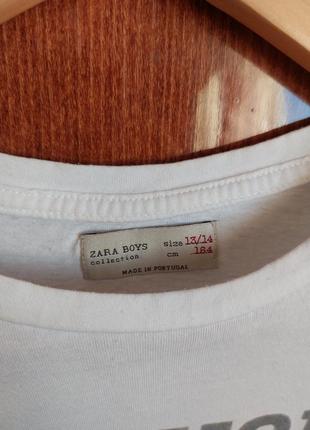 ZARA BOYS size 13/14
collection cm 164
MADE IN PORTUGAL